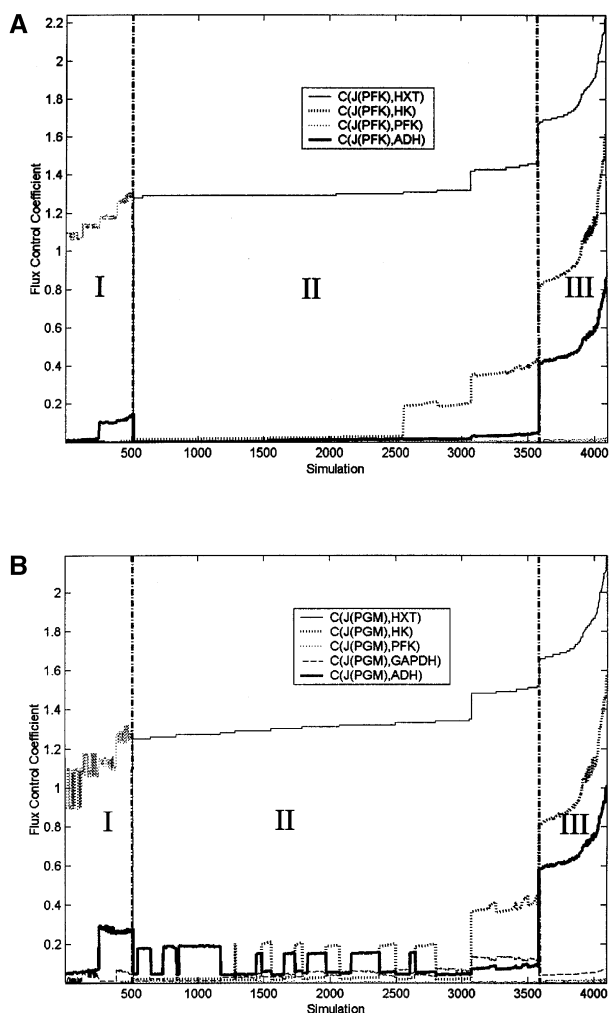 A
2.2
2
1.8
1.6
1.4
1.2
1
0.8
0.6
0.4
0.2
Flux Control Coefficient
C(J(PFK),HXT)
C(J(PFK),HK)
C(J(PFK),PFK)
C(J(PFK),ADH)
I
II
III
500
1000
1500
2000
2500
3000
3500
4000
Simulation
B
2
1.8
1.6
1.4
1.2
1
0.8
0.6
0.4
0.2
Flux Control Coefficient
C(J(PGM),HXT)
C(J(PGM),HK)
C(J(PGM),PFK)
C(J(PGM),GAPDH)
C(J(PGM),ADH)
I
II
III
500
1000
1500
2000
2500
3000
3500
4000
Simulation